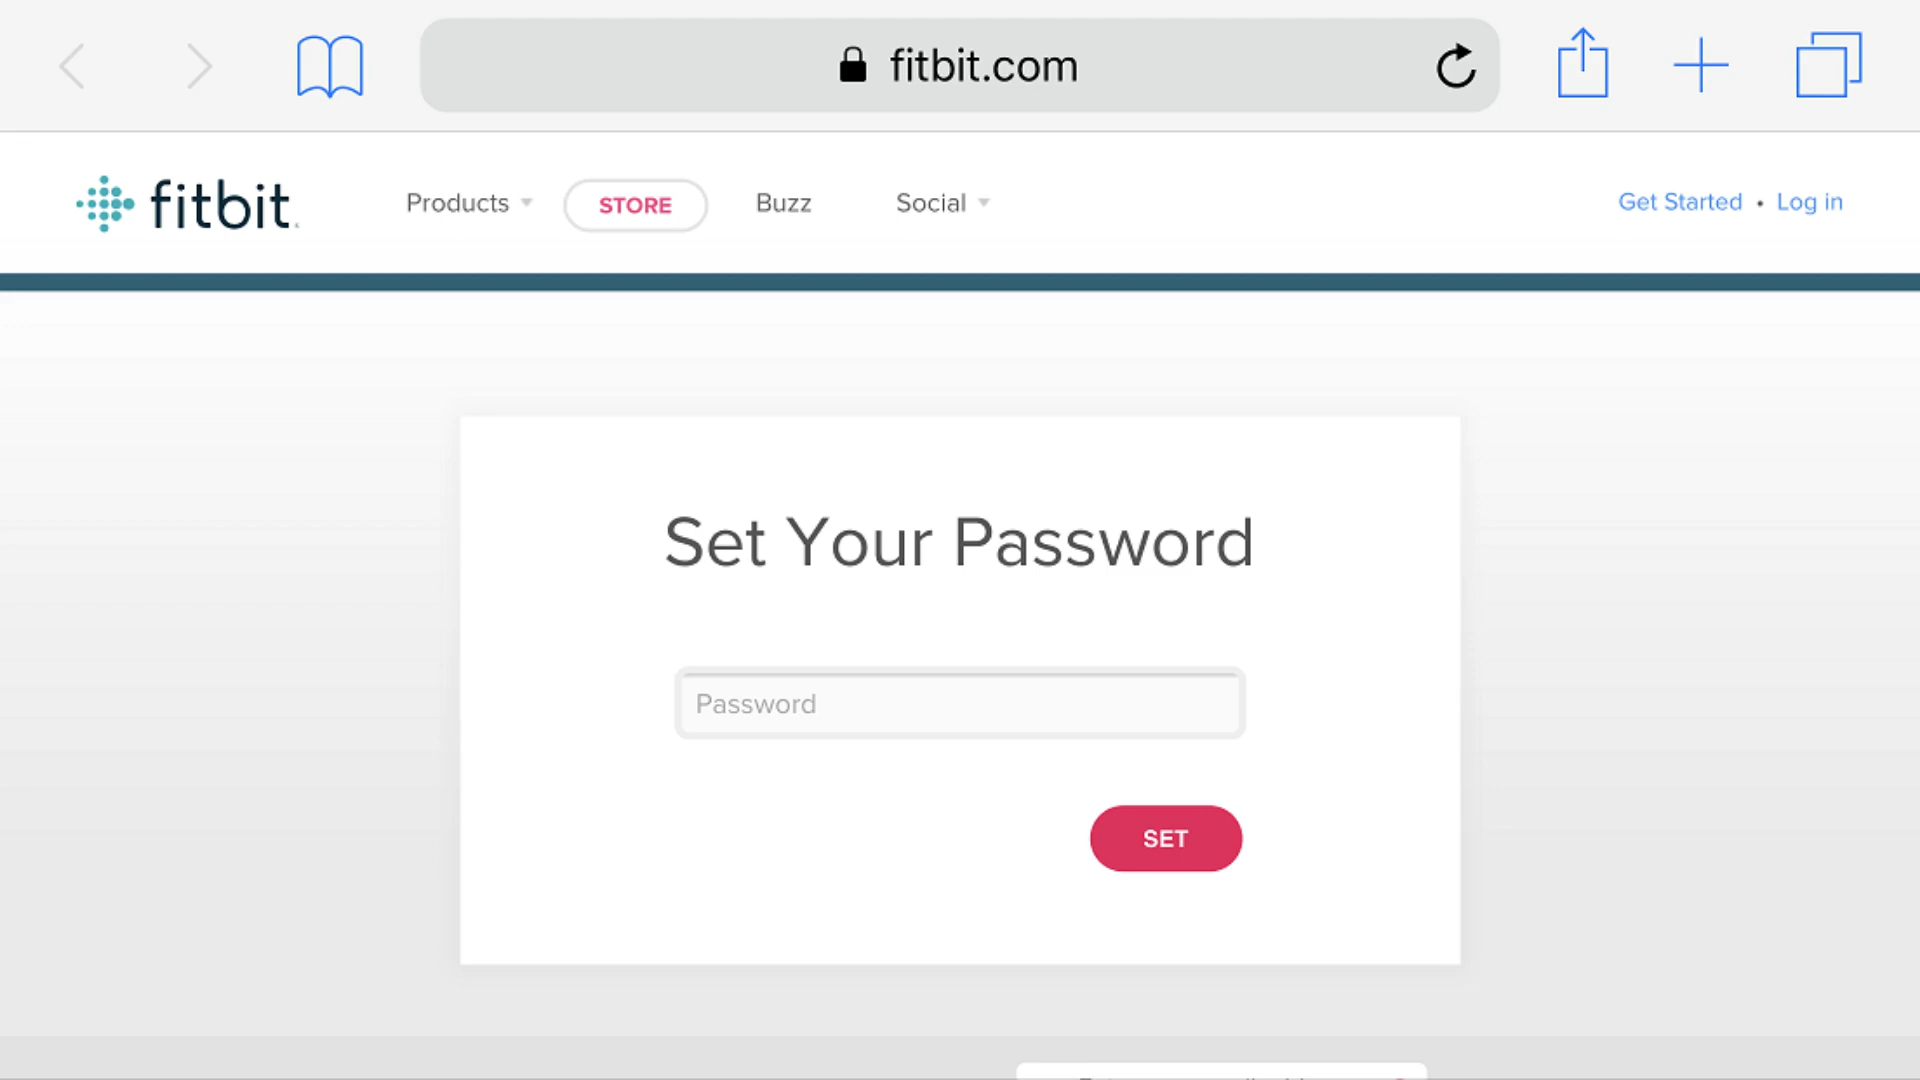 fitbit.com
fitbit
Products STORE Buzz Social Get Started • Log in
Set Your Password
Password
SET